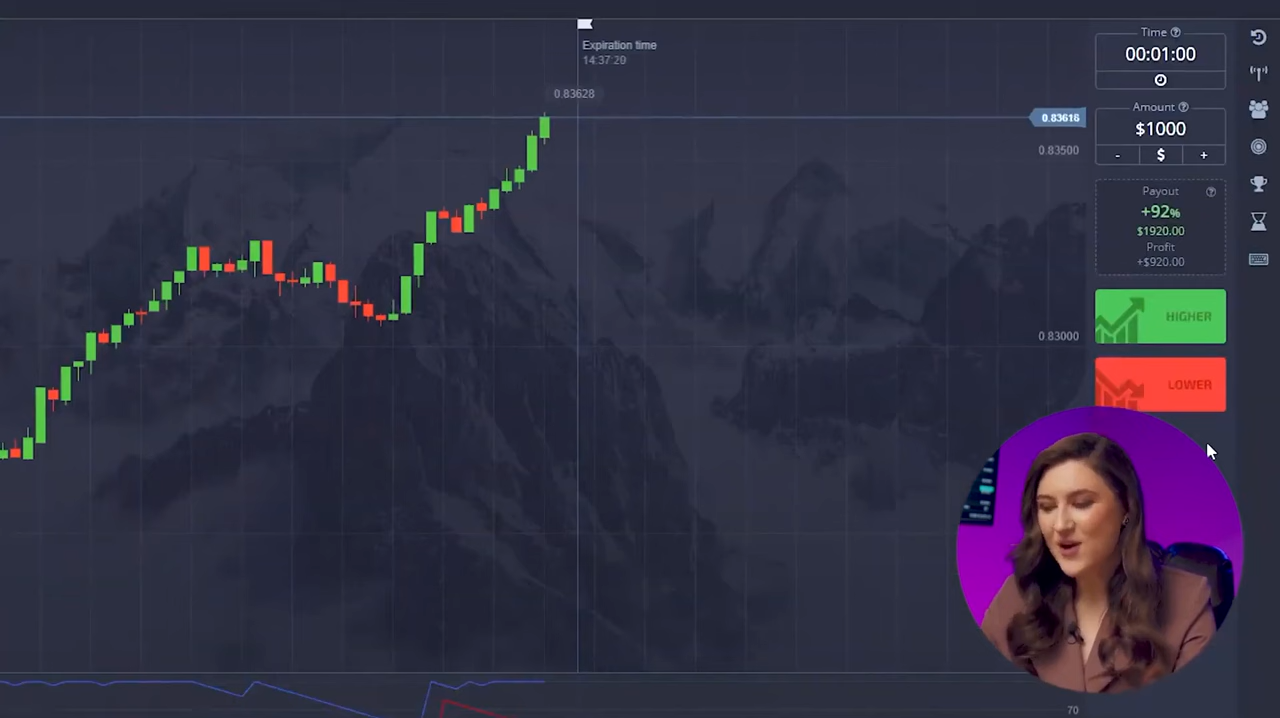 Expiration time
14:37:20
0.83628
0.83616
0.83500
0.83000
70
Time
00:01:00
Amount
$1000
- $ +
Payout
+92%
$1920.00
Profit
+$920.00
HIGHER
LOWER